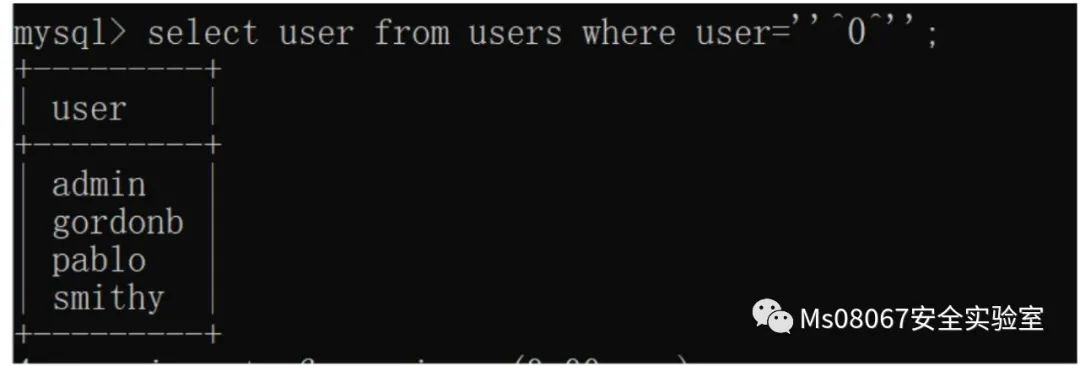 mysql> select user from users where user=''^0^'';
+---------+
| user |
+---------+
| admin |
| gordonb |
| pablo |
| smithy |
+---------+
Ms08067安全实验室